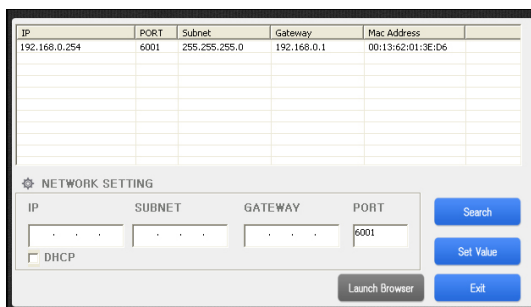 IP PORT Subnet Gateway Mac Address
192.168.0.254 6001 255.255.255.0 192.168.0.1 00:13:62:01:3E:D6
NETWORK SETTING
IP SUBNET GATEWAY PORT
. . . . . . . . . 6001
DHCP
Search
Set Value
Launch Browser Exit